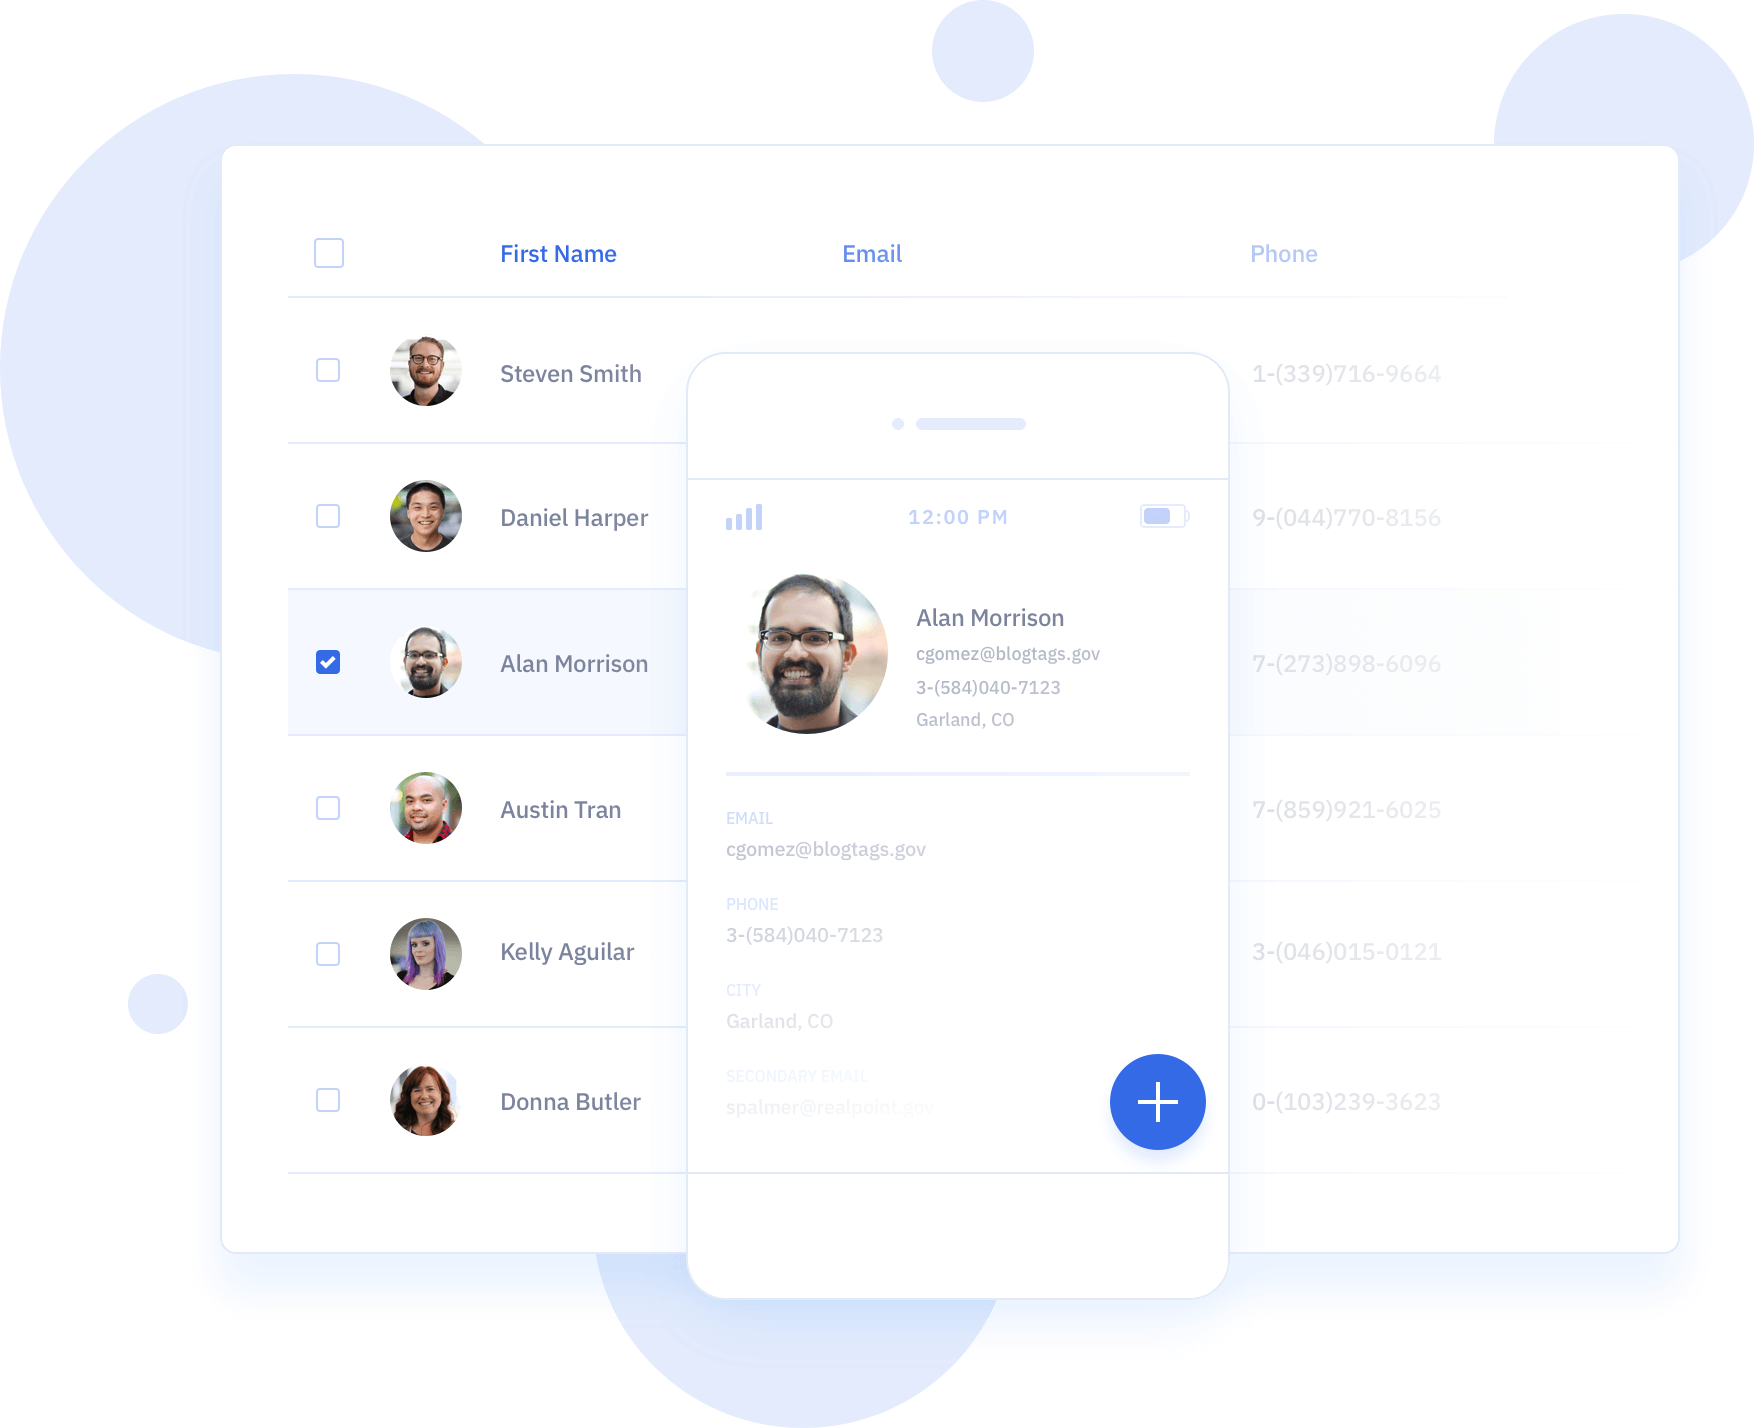 First Name Email Phone
Steven Smith 1-(339)716-9664
Daniel Harper 9-(044)770-8156
Alan Morrison 7-(273)898-6096
Austin Tran 7-(859)921-6025
Kelly Aguilar 3-(046)015-0121
Donna Butler 0-(103)239-3623
12:00 PM
Alan Morrison
cgomez@blogtags.gov
3-(584)040-7123
Garland, CO
EMAIL
cgomez@blogtags.gov
PHONE
3-(584)040-7123
CITY
Garland, CO
SECONDARY EMAIL
spalmer@realpoint.gov